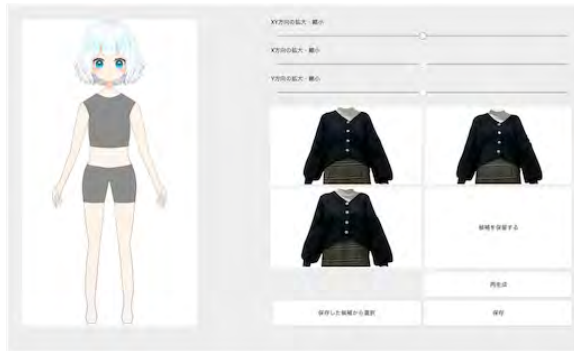 XY方向の拡大・縮小
X方向の拡大・縮小
Y方向の拡大・縮小
候補を保留する
再生成
保存した候補から選択
保存